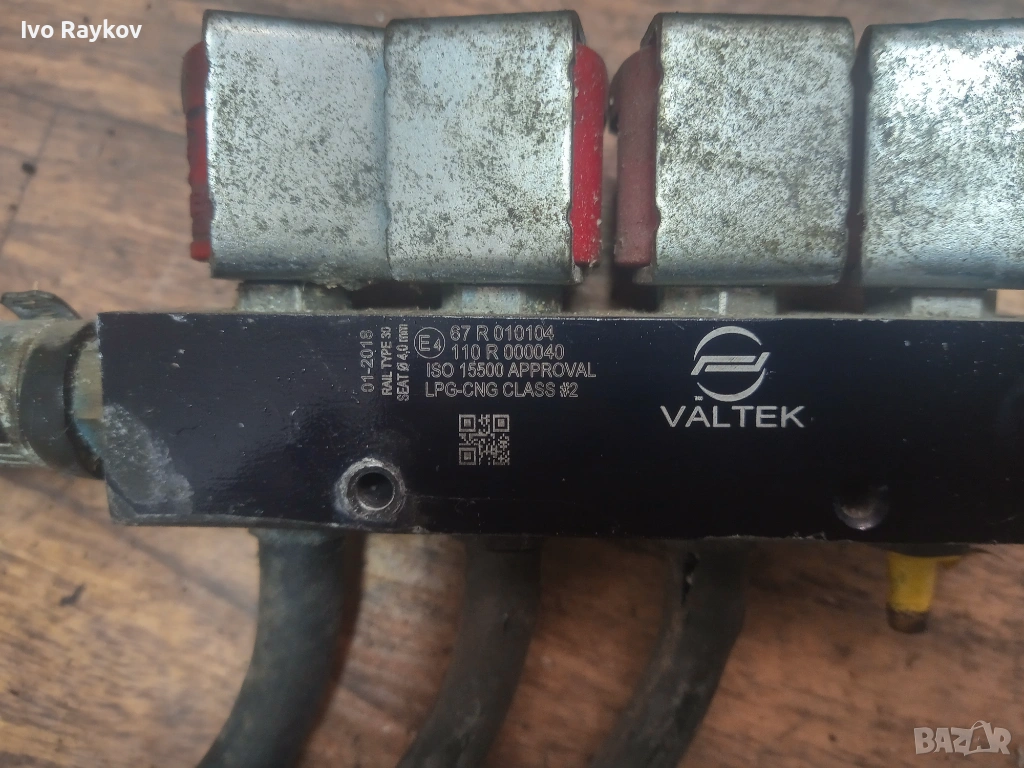 Ivo Raykov
01-2018
RAIL TYPE 30
SEAT Ø 4,0 mm
E4
67 R 010104
110 R 000040
ISO 15500 APPROVAL
LPG-CNG CLASS #2
VALTEK
BAZAR